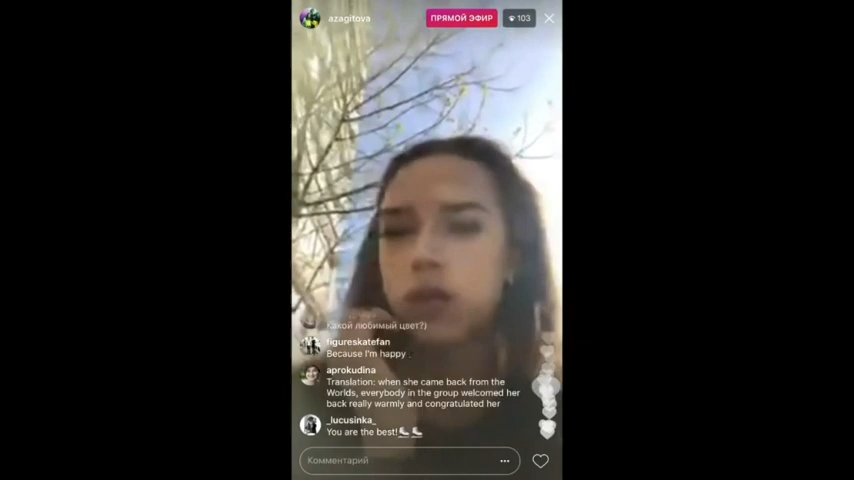 azagitova
ПРЯМОЙ ЭФИР
103
Какой любимый цвет?)
figureskatefan
Because I'm happy
aprokudina
Translation: when she came back from the
Worlds, everybody in the group welcomed her
back really warmly and congratulated her
_lucusinka_
You are the best!
Комментарий